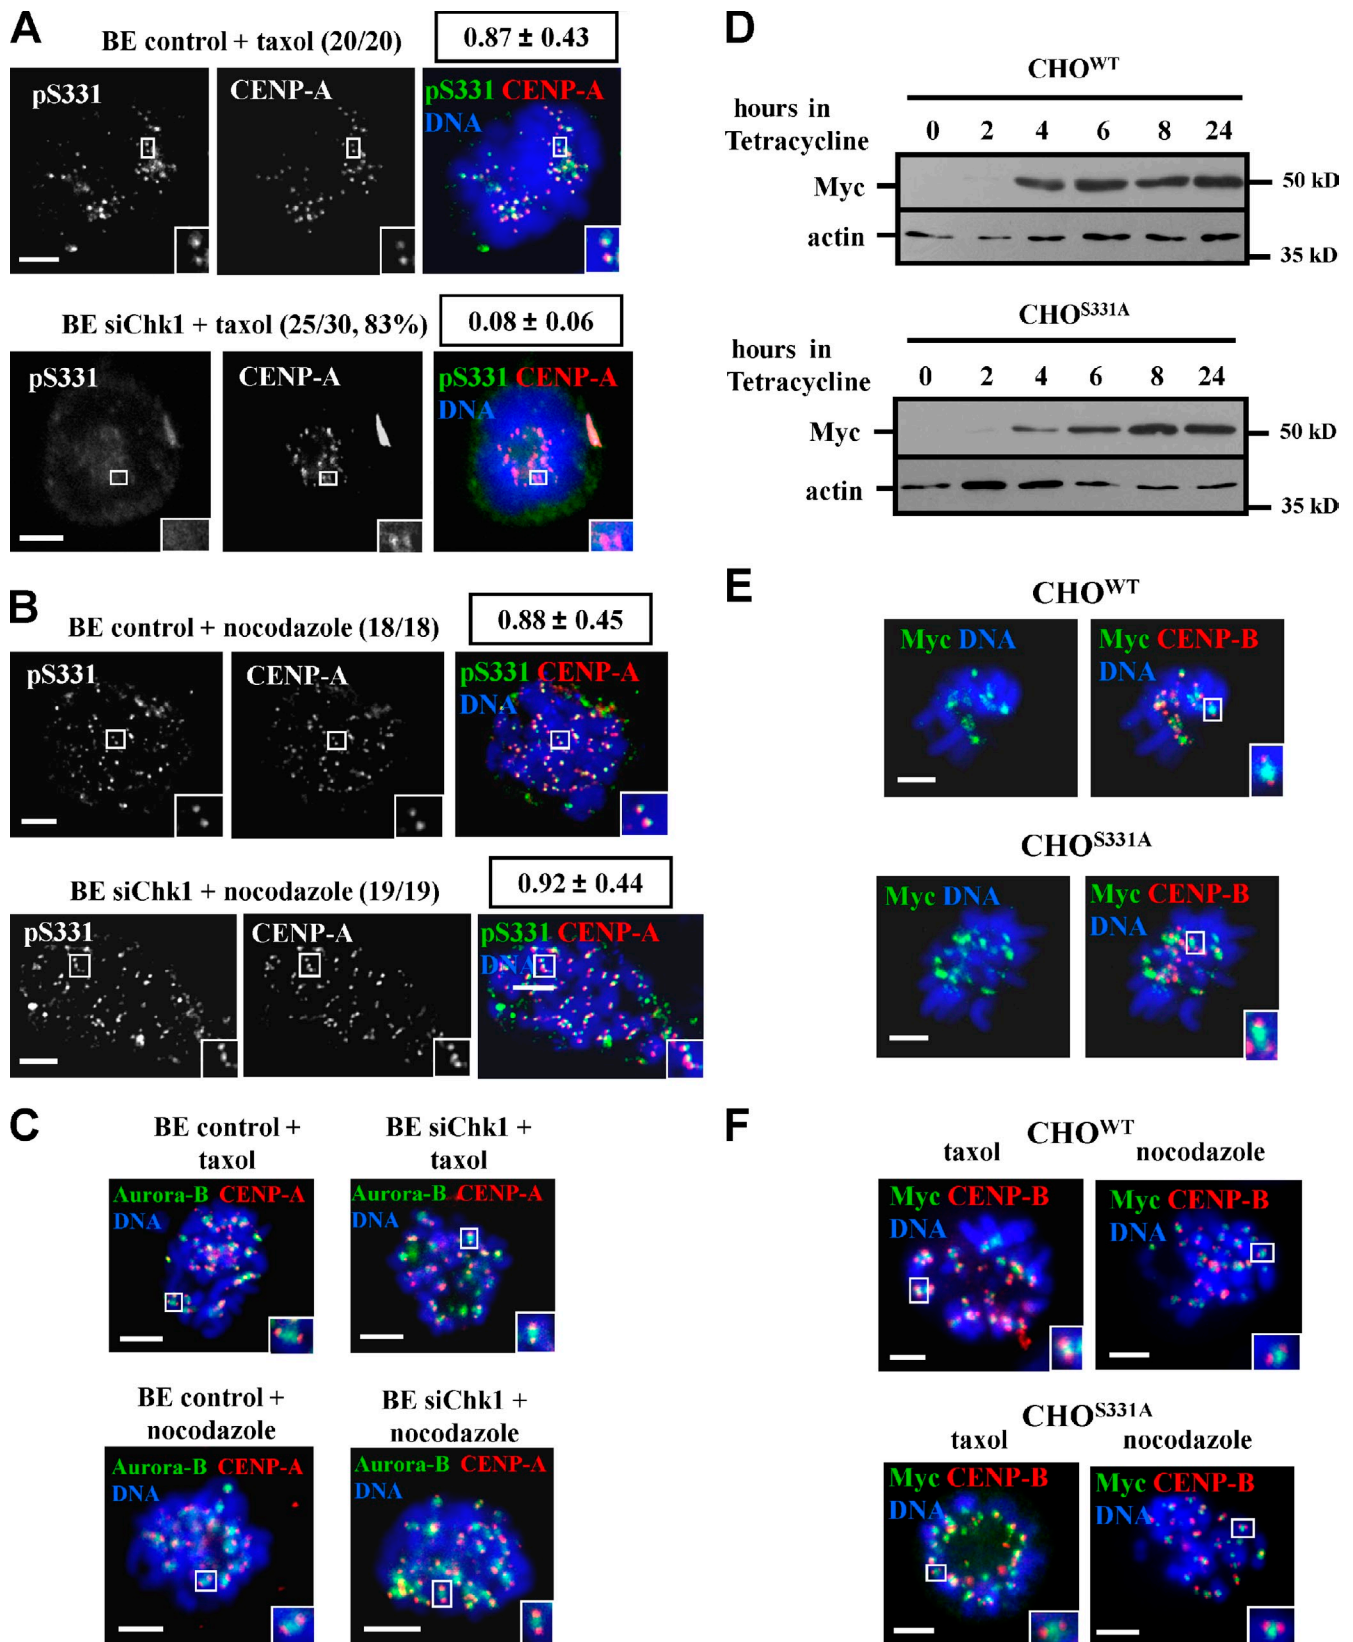 A
BE control + taxol (20/20)
0.87 ± 0.43
pS331
CENP-A
pS331 CENP-A
DNA
BE siChk1 + taxol (25/30, 83%)
0.08 ± 0.06
pS331
CENP-A
pS331 CENP-A
DNA
B
BE control + nocodazole (18/18)
0.88 ± 0.45
pS331
CENP-A
pS331 CENP-A
DNA
BE siChk1 + nocodazole (19/19)
0.92 ± 0.44
pS331
CENP-A
pS331 CENP-A
DNA
C
BE control +
taxol
Aurora-B CENP-A
DNA
BE siChk1 +
taxol
Aurora-B CENP-A
DNA
BE control +
nocodazole
Aurora-B CENP-A
DNA
BE siChk1 +
nocodazole
Aurora-B CENP-A
DNA
D
CHO^WT
hours in
Tetracycline
0 2 4 6 8 24
Myc
50 kD
actin
35 kD
CHO^S331A
hours in
Tetracycline
0 2 4 6 8 24
Myc
50 kD
actin
35 kD
E
CHO^WT
Myc DNA
Myc CENP-B
DNA
CHO^S331A
Myc DNA
Myc CENP-B
DNA
F
CHO^WT
taxol
nocodazole
Myc CENP-B
DNA
Myc CENP-B
DNA
CHO^S331A
taxol
nocodazole
Myc CENP-B
DNA
Myc CENP-B
DNA